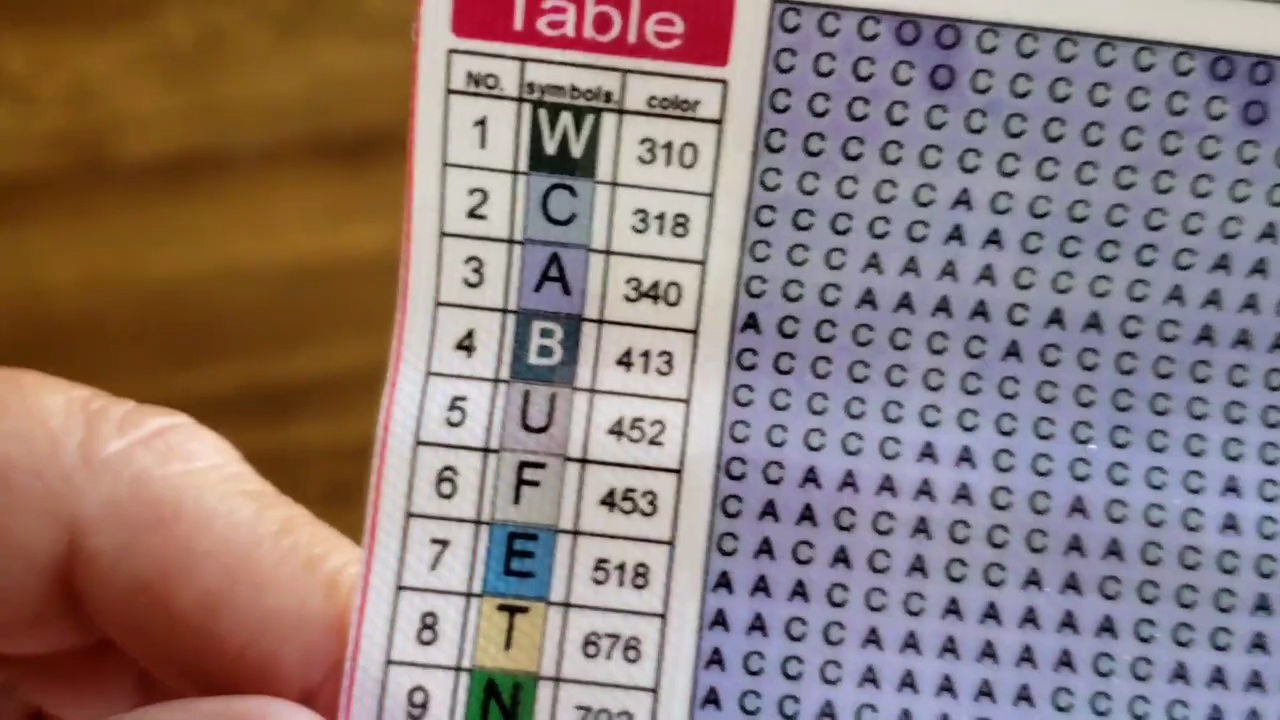 Table
NO. symbols. color
1 W 310
2 C 318
3 A 340
4 B 413
5 U 452
6 F 453
7 E 518
8 T 676
9 N
C C C O O C C C C C C O O
C C C C O C C C C C C C O
C C C C C C C C C C C C C
C C C C C C C C C C C C C C
C C C C C A C C C C C C C A
C C C C C A A C C C C C A A
C C C A A A A C C C C A A A
C C C A A A A C A A C C A A A
A C C C C C C A C C C C C C
C C C C C C C C C C C C C C
C C C C C C C C C C C C C C
C C C C C A A C C C C C C A C
C C A A A A A C C A C C C A C
C A A C C A C C C A A C C C C
C A C A C A C C A A C C C A
A A A C C C A A A A A C C C A
A A C C A A A A A A C C A A A
A C C C A A A A A C C C C A A
A C C A C A